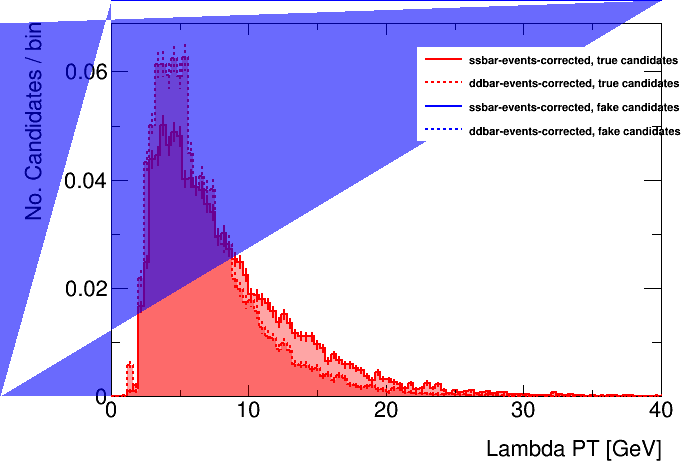 No. Candidates / bin
0.06
0.04
0.02
0
ssbar-events-corrected, true candidates
ddbar-events-corrected, true candidates
ssbar-events-corrected, fake candidates
ddbar-events-corrected, fake candidates
0 10 20 30 40
Lambda PT [GeV]